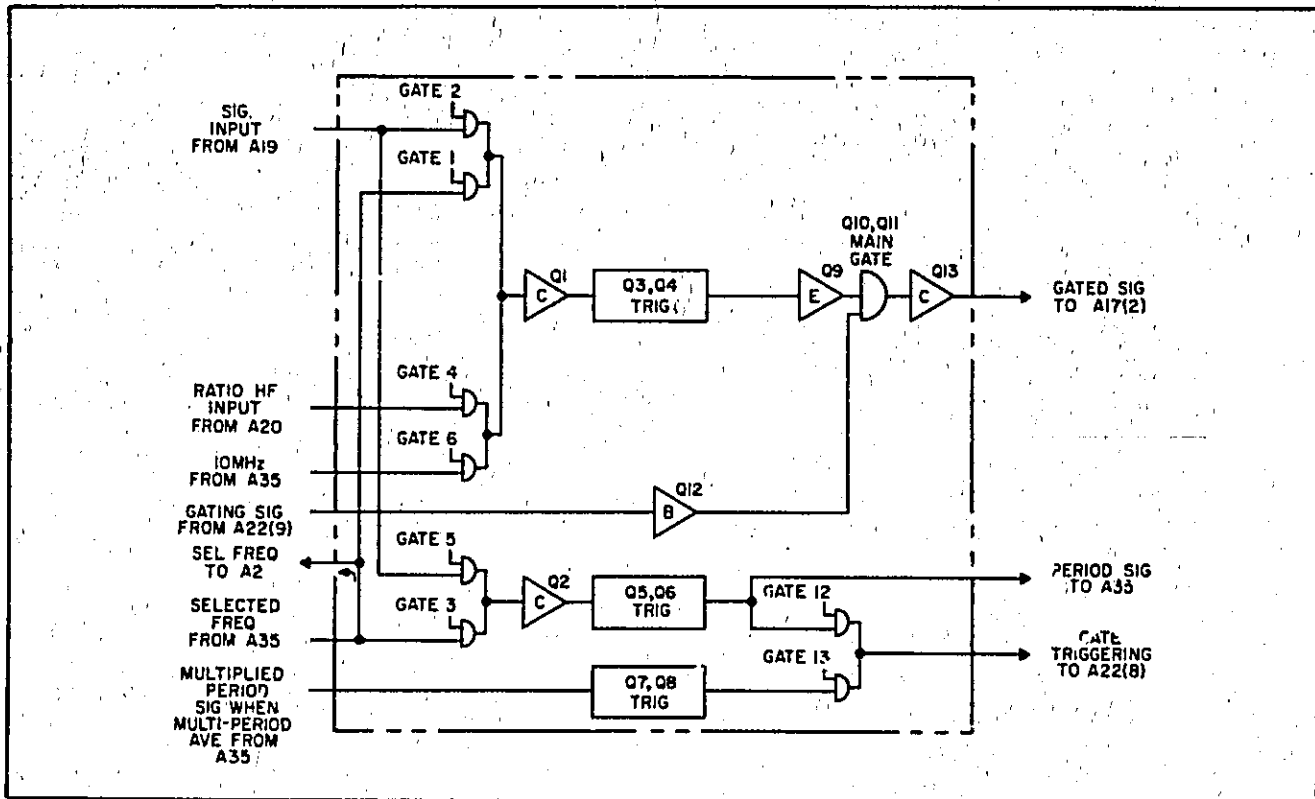 SIG.
INPUT
FROM A19
RATIO HF
INPUT
FROM A20
10MHz
FROM A35
GATING SIG
FROM A22(9)
SEL FREQ
TO A2
SELECTED
FREQ
FROM A35
MULTIPLIED
PERIOD
SIG WHEN
MULTI-PERIOD
AVE FROM
A35
GATE 2
GATE 1
GATE 4
GATE 6
GATE 5
GATE 3
C
Q1
Q3,Q4
TRIG
E
Q9
Q10,Q11
MAIN
GATE
C
Q13
B
Q12
C
Q2
Q5,Q6
TRIG
Q7,Q8
TRIG
GATE 12
GATE 13
GATED SIG
TO A17(2)
PERIOD SIG
TO A35
GATE
TRIGGERING
TO A22(8)